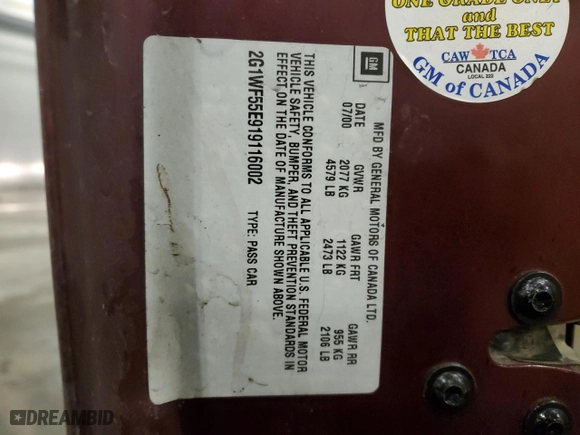 GM
MFD BY GENERAL MOTORS OF CANADA LTD.
DATE GVWR GAWR FRT GAWR RR
07/00 2077 KG 1122 KG 955 KG
4579 LB 2473 LB 2106 LB
THIS VEHICLE CONFORMS TO ALL APPLICABLE U.S. FEDERAL MOTOR
VEHICLE SAFETY, BUMPER, AND THEFT PREVENTION STANDARDS IN
EFFECT ON THE DATE OF MANUFACTURE SHOWN ABOVE.
2G1WF55E919116002 TYPE: PASS CAR
ONE GRADE ONLY
and
THAT THE BEST
CAW TCA
CANADA
LOCAL 222
GM of CANADA
DREAMBID